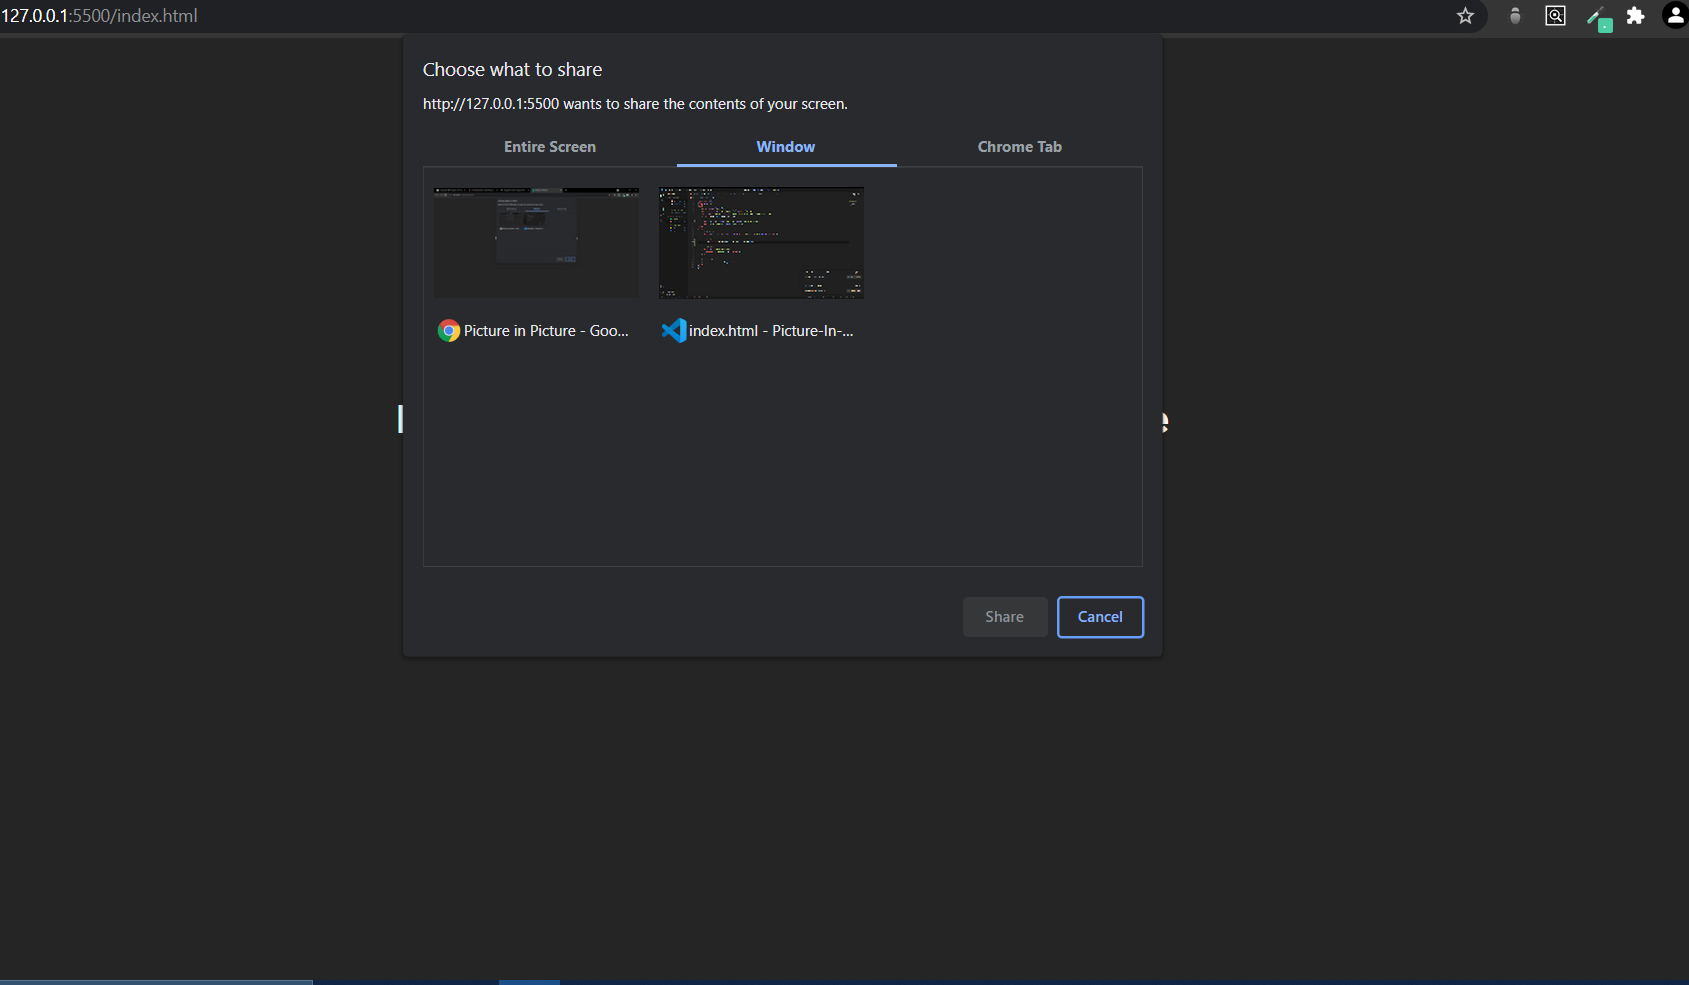 127.0.0.1:5500/index.html
Choose what to share
http://127.0.0.1:5500 wants to share the contents of your screen.
Entire Screen
Window
Chrome Tab
Picture in Picture - Goo...
index.html - Picture-In-...
e
Share
Cancel